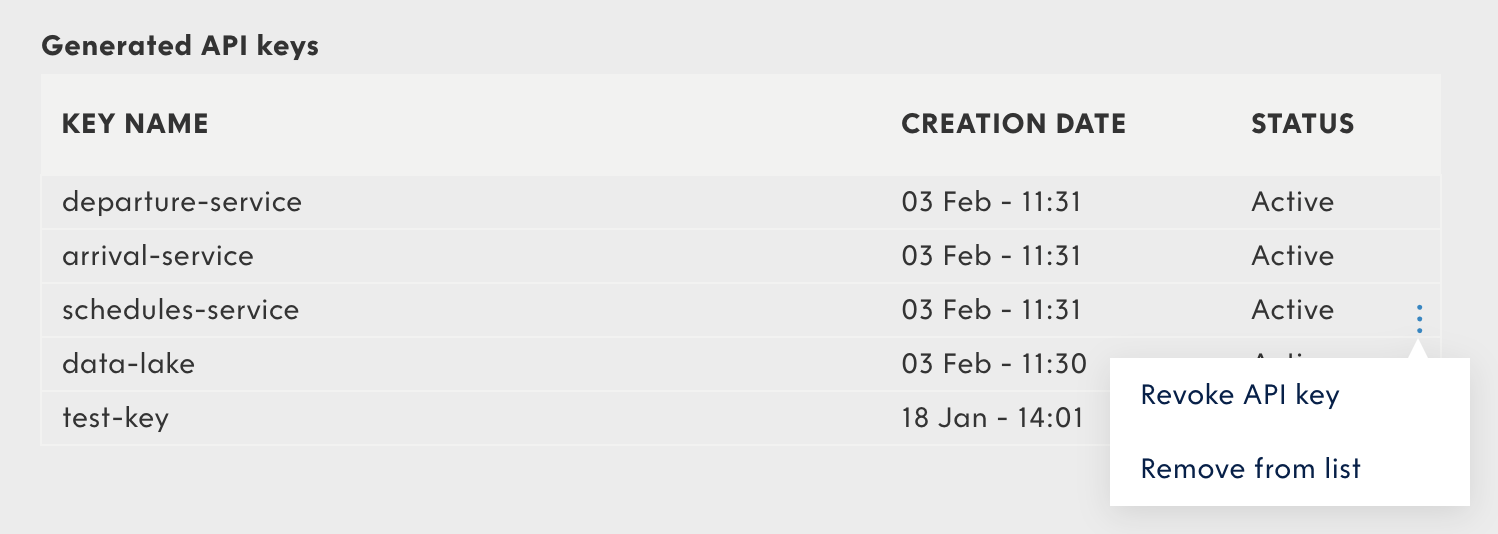 Generated API keys
KEY NAME CREATION DATE STATUS
departure-service 03 Feb - 11:31 Active
arrival-service 03 Feb - 11:31 Active
schedules-service 03 Feb - 11:31 Active
data-lake 03 Feb - 11:30
Revoke API key
test-key 18 Jan - 14:01
Remove from list